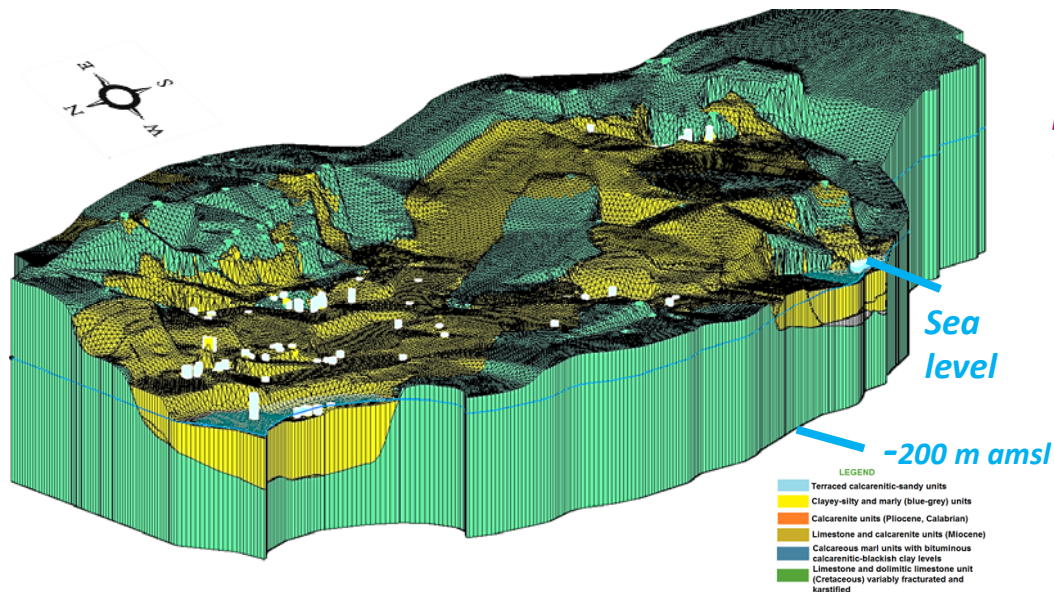 E
S
N
W
Sea
level
-200 m amsl
LEGEND
Terraced calcarenitic-sandy units
Clayey-silty and marly (blue-grey) units
Calcarenite units (Pliocene, Calabrian)
Limestone and calcarenite units (Miocene)
Calcareous marl units with bituminous
calcarenitic-blackish clay levels
Limestone and dolimitic limestone unit
(Cretaceous) variably fracturated and
karstified